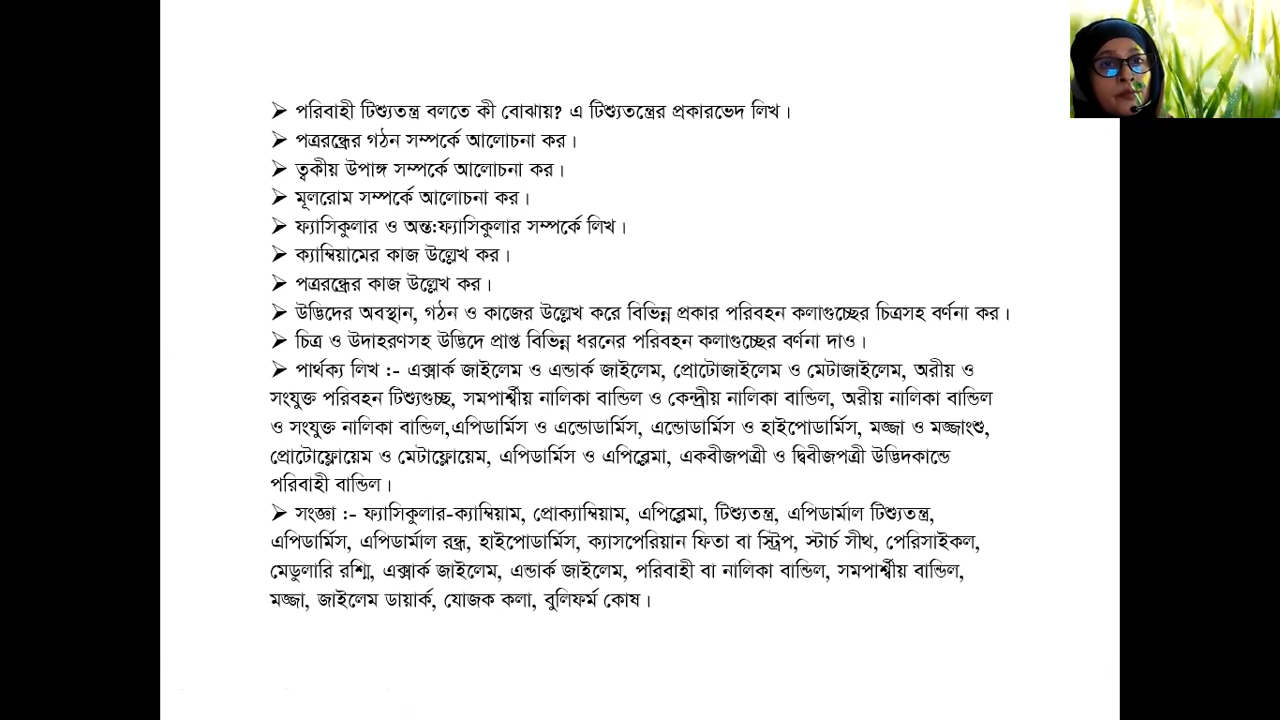 ➢ পরিবাহী টিশ্যুতন্ত্র বলতে কী বোঝায়? এ টিশ্যুতন্ত্রের প্রকারভেদ লিখ।
➢ পত্ররন্ধ্রের গঠন সম্পর্কে আলোচনা কর।
➢ ত্বকীয় উপাঙ্গ সম্পর্কে আলোচনা কর।
➢ মূলরোম সম্পর্কে আলোচনা কর।
➢ ফ্যাসিকুলার ও অন্ত:ফ্যাসিকুলার সম্পর্কে লিখ।
➢ ক্যাম্বিয়ামের কাজ উল্লেখ কর।
➢ পত্ররন্ধ্রের কাজ উল্লেখ কর।
➢ উদ্ভিদের অবস্থান, গঠন ও কাজের উল্লেখ করে বিভিন্ন প্রকার পরিবহন কলাগুচ্ছের চিত্রসহ বর্ণনা কর।
➢ চিত্র ও উদাহরণসহ উদ্ভিদে প্রাপ্ত বিভিন্ন ধরনের পরিবহন কলাগুচ্ছের বর্ণনা দাও।
➢ পার্থক্য লিখ :- এক্সার্ক জাইলেম ও এন্ডার্ক জাইলেম, প্রোটোজাইলেম ও মেটাজাইলেম, অরীয় ও
সংযুক্ত পরিবহন টিশ্যুগুচ্ছ, সমপার্শ্বীয় নালিকা বান্ডিল ও কেন্দ্রীয় নালিকা বান্ডিল, অরীয় নালিকা বান্ডিল
ও সংযুক্ত নালিকা বান্ডিল,এপিডার্মিস ও এন্ডোডার্মিস, এন্ডোডার্মিস ও হাইপোডার্মিস, মজ্জা ও মজ্জাংশু,
প্রোটোফ্লোয়েম ও মেটাফ্লোয়েম, এপিডার্মিস ও এপিব্লেমা, একবীজপত্রী ও দ্বিবীজপত্রী উদ্ভিদকান্ডে
পরিবাহী বান্ডিল।
➢ সংজ্ঞা :- ফ্যাসিকুলার-ক্যাম্বিয়াম, প্রোক্যাম্বিয়াম, এপিব্লেমা, টিশ্যুতন্ত্র, এপিডার্মাল টিশ্যুতন্ত্র,
এপিডার্মিস, এপিডার্মাল রন্ধ্র, হাইপোডার্মিস, ক্যাসপেরিয়ান ফিতা বা স্ট্রিপ, স্টার্চ সীথ, পেরিসাইকল,
মেডুলারি রশ্মি, এক্সার্ক জাইলেম, এন্ডার্ক জাইলেম, পরিবাহী বা নালিকা বান্ডিল, সমপার্শ্বীয় বান্ডিল,
মজ্জা, জাইলেম ডায়ার্ক, যোজক কলা, বুলিফর্ম কোষ।